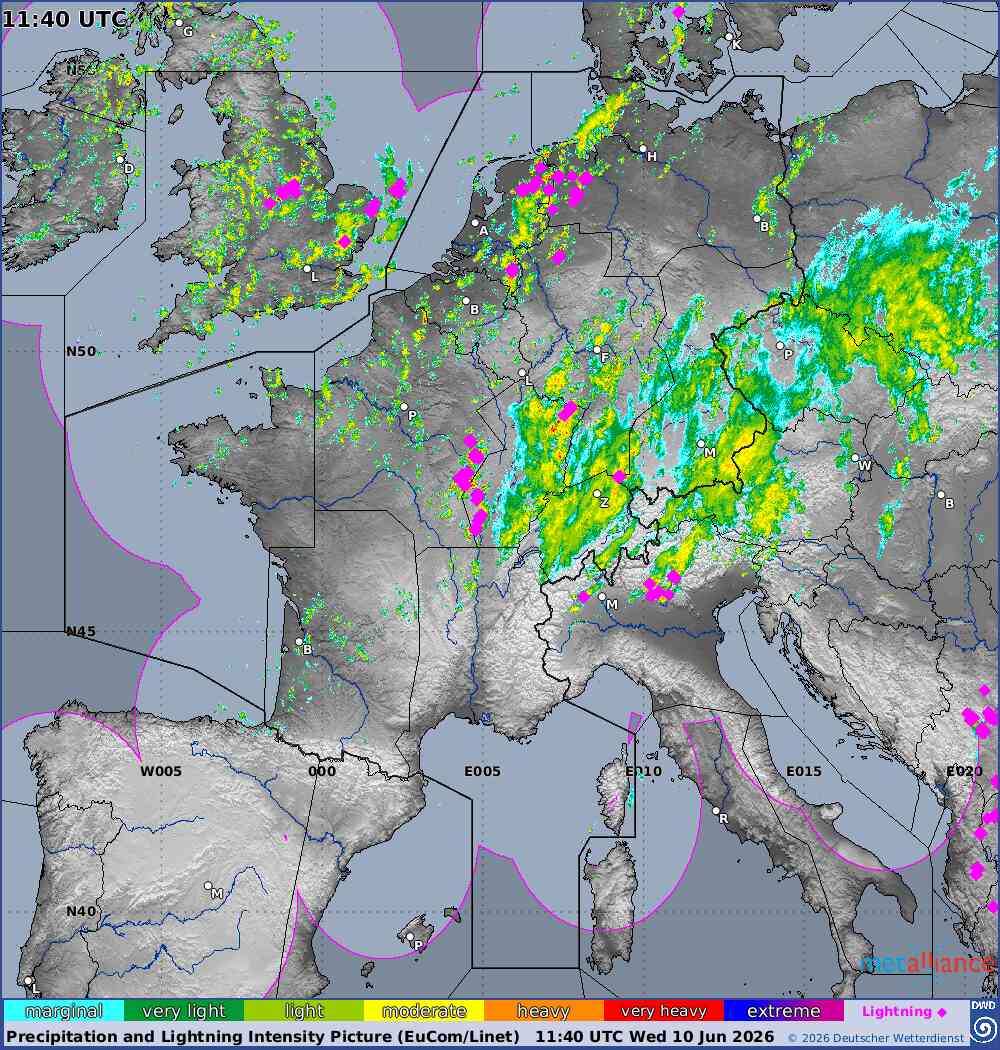 11:40 UTC
G
K
N55
D
H
A
B
L
B
N50
P
F
L
P
M
W
Z
B
M
N45
B
W005
000
E005
E010
E015
E020
R
M
N40
P
L
metalliance
marginal
very light
light
moderate
heavy
very heavy
extreme
Lightning
DWD
Precipitation and Lightning Intensity Picture (EuCom/Linet) 11:40 UTC Wed 10 Jun 2026 © 2026 Deutscher Wetterdienst